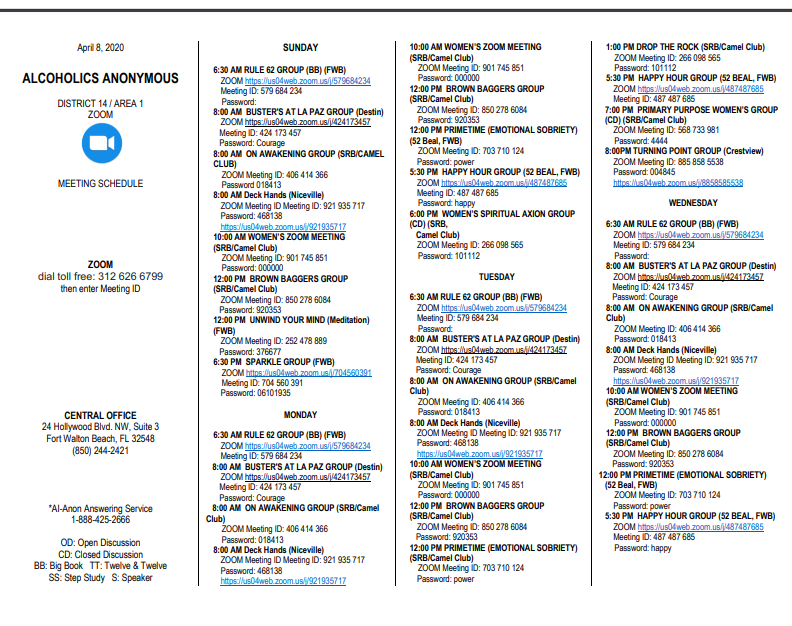 April 8, 2020
ALCOHOLICS ANONYMOUS
DISTRICT 14 / AREA 1
ZOOM
MEETING SCHEDULE
ZOOM
dial toll free: 312 626 6799
then enter Meeting ID
CENTRAL OFFICE
24 Hollywood Blvd. NW, Suite 3
Fort Walton Beach, FL 32548
(850) 244-2421
*Al-Anon Answering Service
1-888-425-2666
OD: Open Discussion
CD: Closed Discussion
BB: Big Book TT: Twelve & Twelve
SS: Step Study S: Speaker
SUNDAY
6:30 AM RULE 62 GROUP (BB) (FWB)
ZOOM https://us04web.zoom.us/j/579684234
Meeting ID: 579 684 234
Password:
8:00 AM BUSTER'S AT LA PAZ GROUP (Destin)
ZOOM https://us04web.zoom.us/j/424173457
Meeting ID: 424 173 457
Password: Courage
8:00 AM ON AWAKENING GROUP (SRB/CAMEL
CLUB)
ZOOM Meeting ID: 406 414 366
Password 018413
8:00 AM Deck Hands (Niceville)
ZOOM Meeting ID Meeting ID: 921 935 717
Password: 468138
https://us04web.zoom.us/j/921935717
10:00 AM WOMEN'S ZOOM MEETING
(SRB/Camel Club)
ZOOM Meeting ID: 901 745 851
Password: 000000
12:00 PM BROWN BAGGERS GROUP
(SRB/Camel Club)
ZOOM Meeting ID: 850 278 6084
Password: 920353
12:00 PM UNWIND YOUR MIND (Meditation)
(FWB)
ZOOM Meeting ID: 252 478 889
Password: 376677
6:30 PM SPARKLE GROUP (FWB)
ZOOM https://us04web.zoom.us/j/704560391
Meeting ID: 704 560 391
Password: 06101935
MONDAY
6:30 AM RULE 62 GROUP (BB) (FWB)
ZOOM https://us04web.zoom.us/j/579684234
Meeting ID: 579 684 234
8:00 AM BUSTER'S AT LA PAZ GROUP (Destin)
ZOOM https://us04web.zoom.us/j/424173457
Meeting ID: 424 173 457
Password: Courage
8:00 AM ON AWAKENING GROUP (SRB/Camel
Club)
ZOOM Meeting ID: 406 414 366
Password: 018413
8:00 AM Deck Hands (Niceville)
ZOOM Meeting ID Meeting ID: 921 935 717
Password: 468138
https://us04web.zoom.us/j/921935717
10:00 AM WOMEN'S ZOOM MEETING
(SRB/Camel Club)
ZOOM Meeting ID: 901 745 851
Password: 000000
12:00 PM BROWN BAGGERS GROUP
(SRB/Camel Club)
ZOOM Meeting ID: 850 278 6084
Password: 920353
12:00 PM PRIMETIME (EMOTIONAL SOBRIETY)
(52 Beal, FWB)
ZOOM Meeting ID: 703 710 124
Password: power
5:30 PM HAPPY HOUR GROUP (52 BEAL, FWB)
ZOOM https://us04web.zoom.us/j/487487685
Meeting ID: 487 487 685
Password: happy
6:00 PM WOMEN'S SPIRITUAL AXION GROUP
(CD) (SRB,
Camel Club)
ZOOM Meeting ID: 266 098 565
Password: 101112
TUESDAY
6:30 AM RULE 62 GROUP (BB) (FWB)
ZOOM https://us04web.zoom.us/j/579684234
Meeting ID: 579 684 234
Password:
8:00 AM BUSTER'S AT LA PAZ GROUP (Destin)
ZOOM https://us04web.zoom.us/j/424173457
Meeting ID: 424 173 457
Password: Courage
8:00 AM ON AWAKENING GROUP (SRB/Camel
Club)
ZOOM Meeting ID: 406 414 366
Password: 018413
8:00 AM Deck Hands (Niceville)
ZOOM Meeting ID Meeting ID: 921 935 717
Password: 468138
https://us04web.zoom.us/j/921935717
10:00 AM WOMEN'S ZOOM MEETING
(SRB/Camel Club)
ZOOM Meeting ID: 901 745 851
Password: 000000
12:00 PM BROWN BAGGERS GROUP
(SRB/Camel Club)
ZOOM Meeting ID: 850 278 6084
Password: 920353
12:00 PM PRIMETIME (EMOTIONAL SOBRIETY)
(SRB/Camel Club)
ZOOM Meeting ID: 703 710 124
Password: power
1:00 PM DROP THE ROCK (SRB/Camel Club)
ZOOM Meeting ID: 266 098 565
Password: 101112
5:30 PM HAPPY HOUR GROUP (52 BEAL, FWB)
ZOOM https://us04web.zoom.us/j/487487685
Meeting ID: 487 487 685
7:00 PM PRIMARY PURPOSE WOMEN'S GROUP
(CD) (SRB/Camel Club)
ZOOM Meeting ID: 568 733 981
Password: 4444
8:00PM TURNING POINT GROUP (Crestview)
ZOOM Meeting ID: 885 858 5538
Password: 004845
https://us04web.zoom.us/j/8858585538
WEDNESDAY
6:30 AM RULE 62 GROUP (BB) (FWB)
ZOOM https://us04web.zoom.us/j/579684234
Meeting ID: 579 684 234
Password:
8:00 AM BUSTER'S AT LA PAZ GROUP (Destin)
ZOOM https://us04web.zoom.us/j/424173457
Meeting ID: 424 173 457
Password: Courage
8:00 AM ON AWAKENING GROUP (SRB/Camel
Club)
ZOOM Meeting ID: 406 414 366
Password: 018413
8:00 AM Deck Hands (Niceville)
ZOOM Meeting ID Meeting ID: 921 935 717
Password: 468138
https://us04web.zoom.us/j/921935717
10:00 AM WOMEN'S ZOOM MEETING
(SRB/Camel Club)
ZOOM Meeting ID: 901 745 851
Password: 000000
12:00 PM BROWN BAGGERS GROUP
(SRB/Camel Club)
ZOOM Meeting ID: 850 278 6084
Password: 920353
12:00 PM PRIMETIME (EMOTIONAL SOBRIETY)
(52 Beal, FWB)
ZOOM Meeting ID: 703 710 124
Password: power
5:30 PM HAPPY HOUR GROUP (52 BEAL, FWB)
ZOOM https://us04web.zoom.us/j/487487685
Meeting ID: 487 487 685
Password: happy